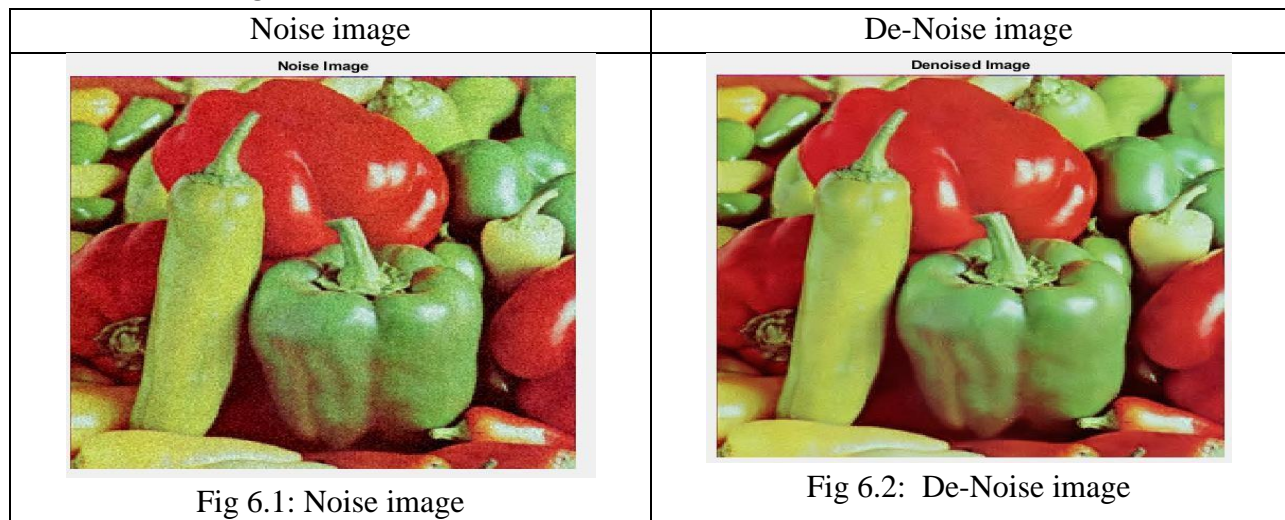 Noise image
De-Noise image
Noise Image
Denoised Image
Fig 6.1: Noise image
Fig 6.2: De-Noise image